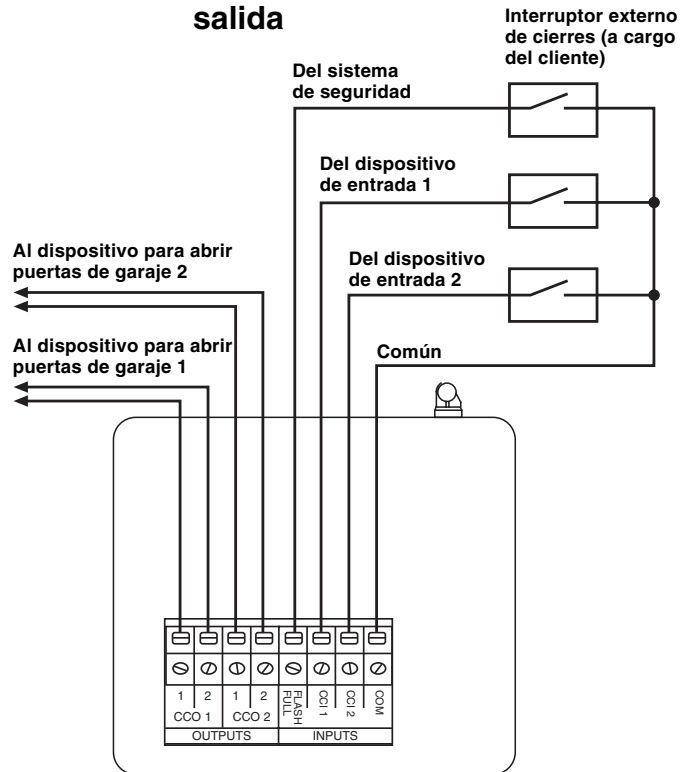 salida
Interruptor externo
de cierres (a cargo
del cliente)
Del sistema
de seguridad
Del dispositivo
de entrada 1
Al dispositivo para abrir
puertas de garaje 2
Del dispositivo
de entrada 2
Al dispositivo para abrir
puertas de garaje 1
Común
1 2 1 2
FULL
FLASH
CCI 1
CCI 2
COM
CCO 1 CCO 2
OUTPUTS INPUTS